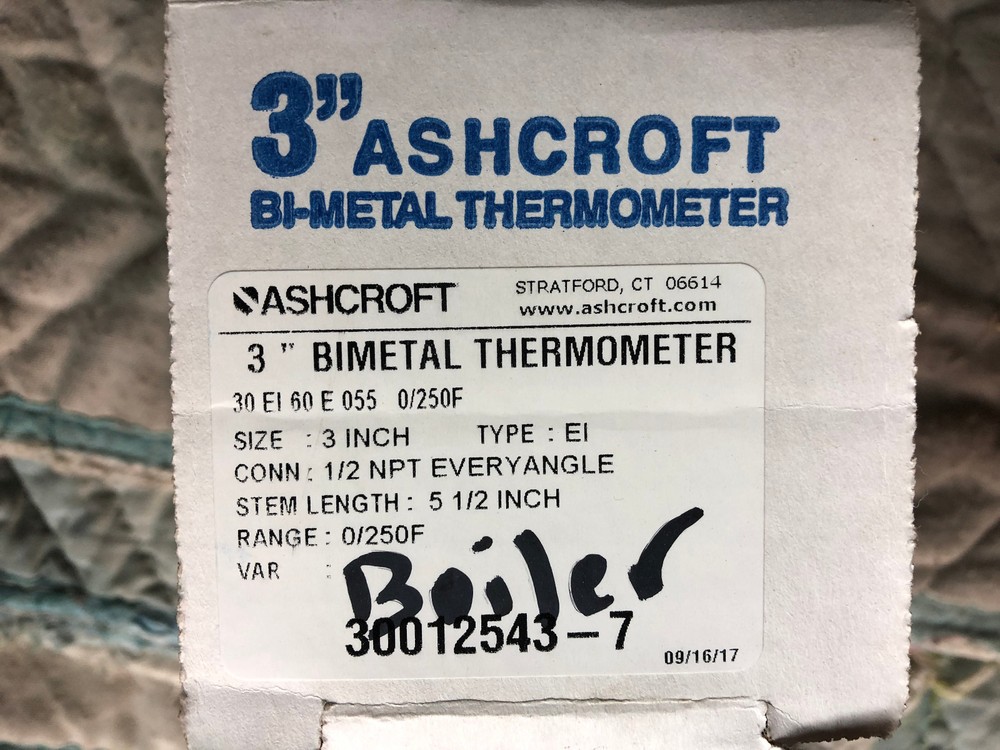 3” ASHCROFT
BI-METAL THERMOMETER
ASHCROFT
STRATFORD, CT 06614
www.ashcroft.com
3 " BIMETAL THERMOMETER
30 EI 60 E 055 0/250F
SIZE : 3 INCH TYPE : EI
CONN : 1/2 NPT EVERYANGLE
STEM LENGTH : 5 1/2 INCH
RANGE : 0/250F
VAR :
Boiler
30012543-7
09/16/17